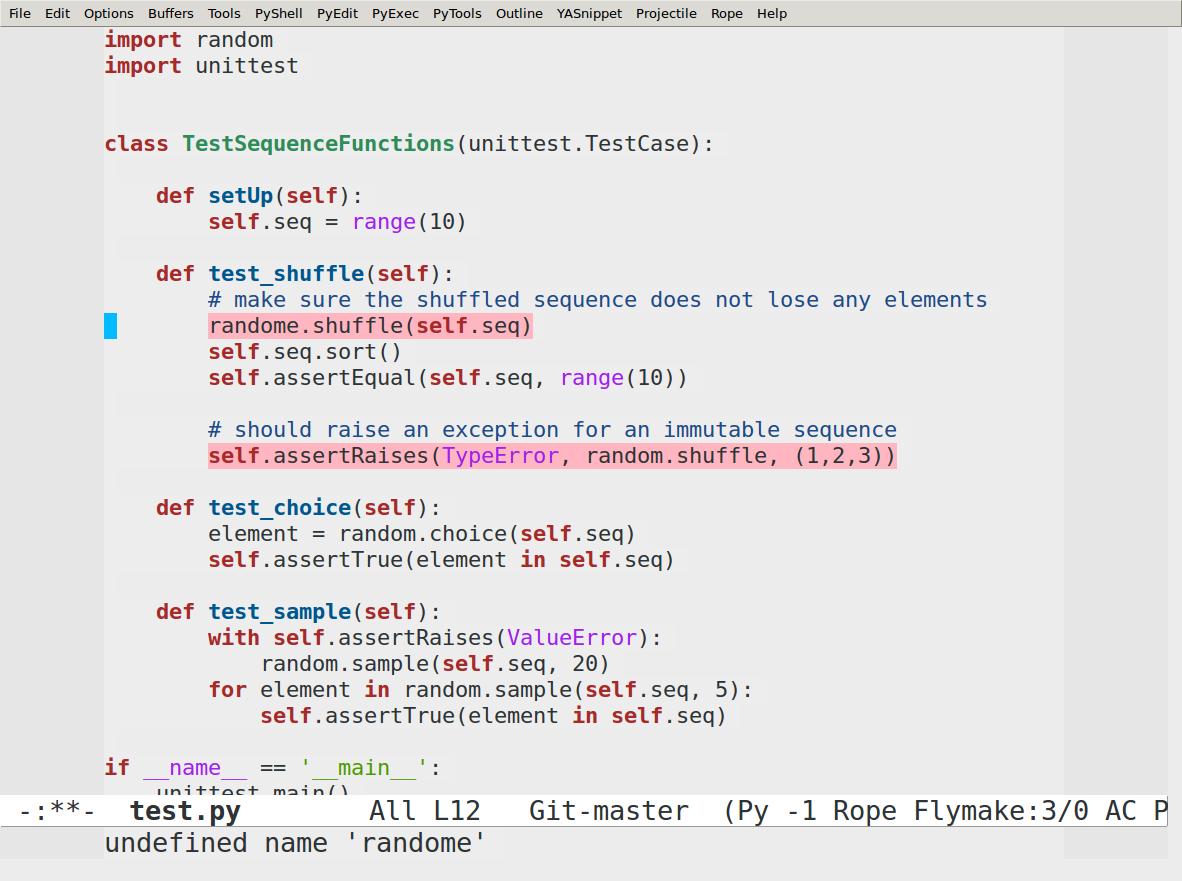 File Edit Options Buffers Tools PyShell PyEdit PyExec PyTools Outline YASnippet Projectile Rope Help
import random
import unittest
class TestSequenceFunctions(unittest.TestCase):
    def setUp(self):
        self.seq = range(10)
    def test_shuffle(self):
        # make sure the shuffled sequence does not lose any elements
        randome.shuffle(self.seq)
        self.seq.sort()
        self.assertEqual(self.seq, range(10))
        # should raise an exception for an immutable sequence
        self.assertRaises(TypeError, random.shuffle, (1,2,3))
    def test_choice(self):
        element = random.choice(self.seq)
        self.assertTrue(element in self.seq)
    def test_sample(self):
        with self.assertRaises(ValueError):
            random.sample(self.seq, 20)
        for element in random.sample(self.seq, 5):
            self.assertTrue(element in self.seq)
if __name__ == '__main__':
    unittest.main()
-:**- test.py All L12 Git-master (Py -1 Rope Flymake:3/0 AC P
undefined name 'randome'